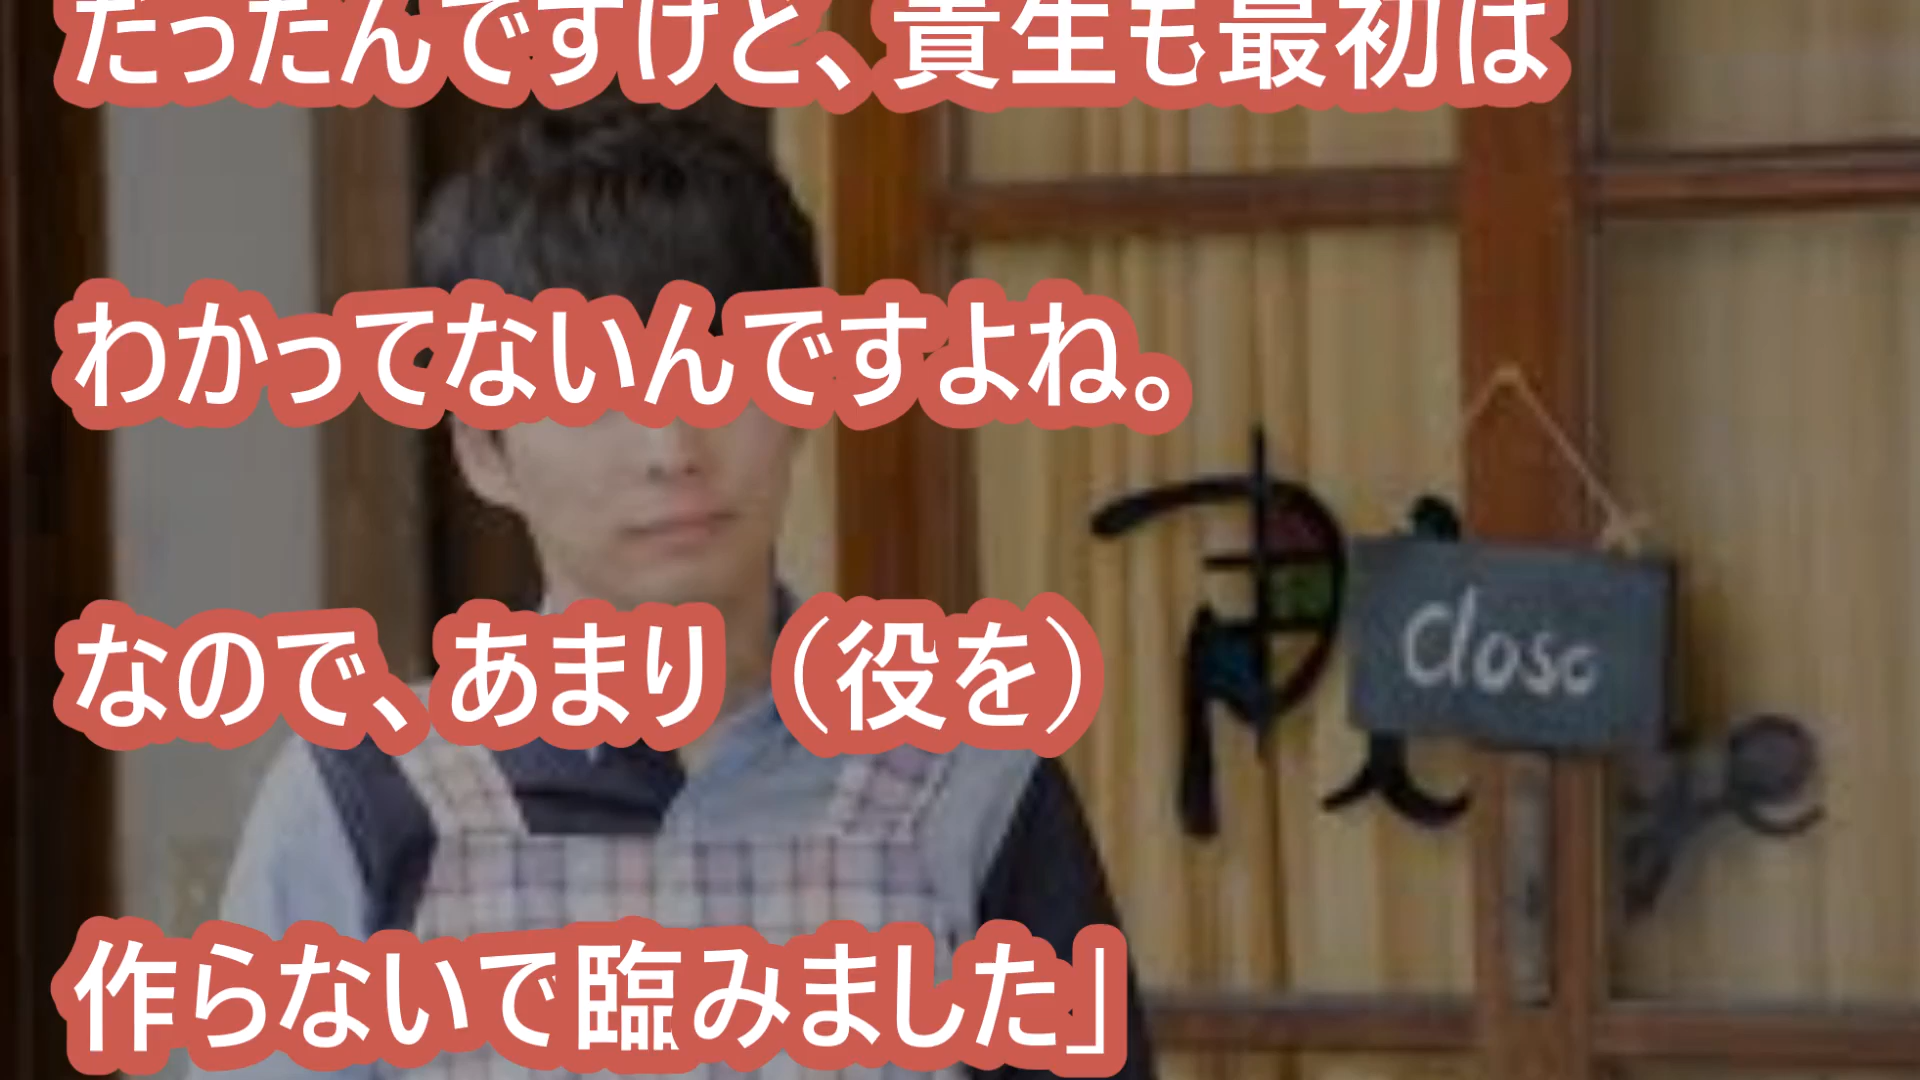 だったんですけど、貴生も最初は
わかってないんですよね。
なので、あまり（役を）
作らないで臨みました」
close